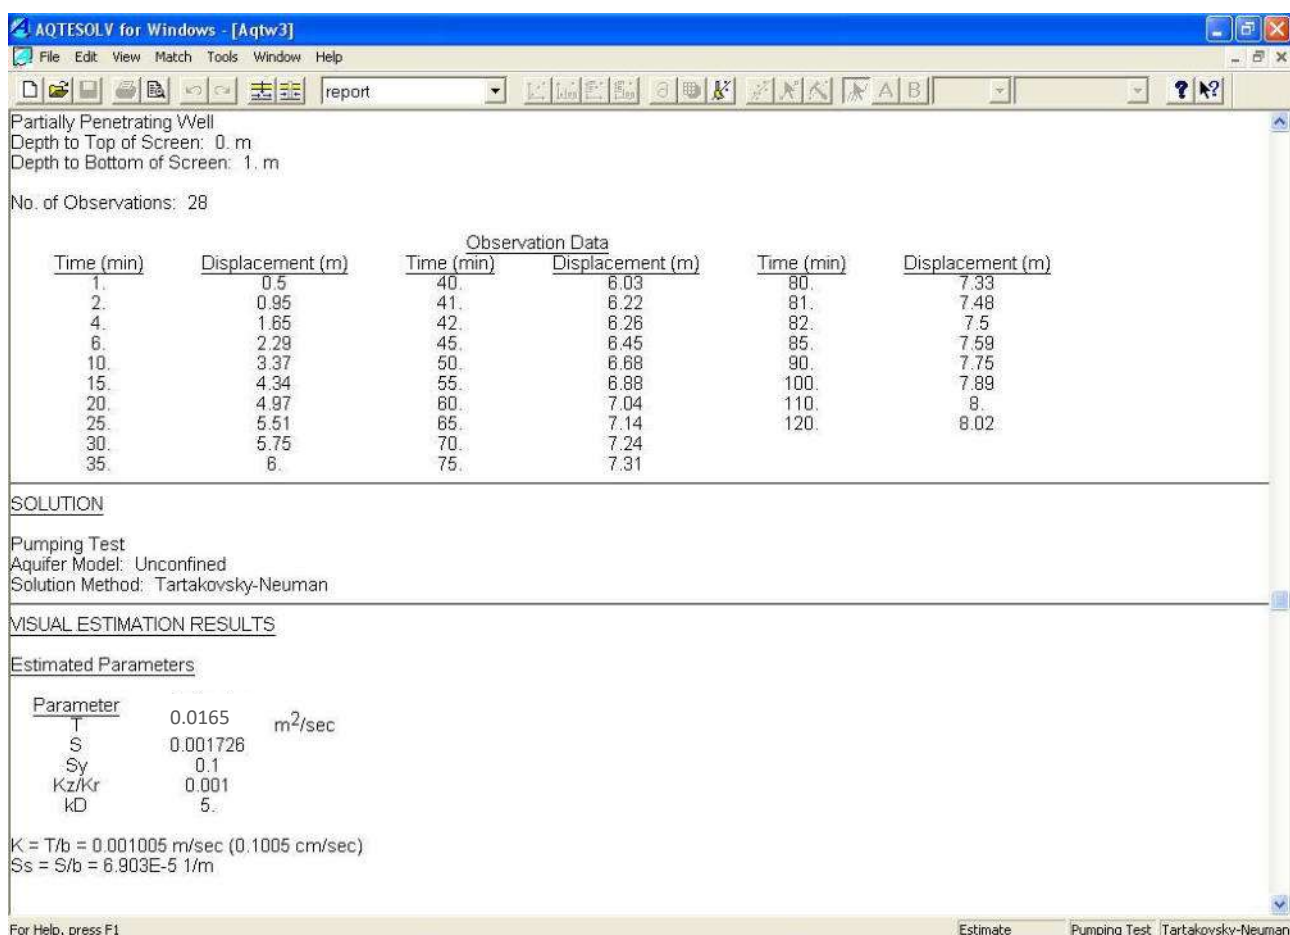 AQTESOLV for Windows - [Aqtw3]
File Edit View Match Tools Window Help
report
A B
Partially Penetrating Well
Depth to Top of Screen: 0. m
Depth to Bottom of Screen: 1. m
No. of Observations: 28
Observation Data
Time (min) Displacement (m) Time (min) Displacement (m) Time (min) Displacement (m)
1. 0.5 40. 6.03 80. 7.33
2. 0.95 41. 6.22 81. 7.48
4. 1.65 42. 6.26 82. 7.5
6. 2.29 45. 6.45 85. 7.59
10. 3.37 50. 6.68 90. 7.75
15. 4.34 55. 6.88 100. 7.89
20. 4.97 60. 7.04 110. 8.
25. 5.51 65. 7.14 120. 8.02
30. 5.75 70. 7.24
35. 6. 75. 7.31
SOLUTION
Pumping Test
Aquifer Model: Unconfined
Solution Method: Tartakovsky-Neuman
VISUAL ESTIMATION RESULTS
Estimated Parameters
Parameter
T 0.0165 m²/sec
S 0.001726
Sy 0.1
Kz/Kr 0.001
kD 5.
K = T/b = 0.001005 m/sec (0.1005 cm/sec)
Ss = S/b = 6.903E-5 1/m
For Help, press F1 Estimate Pumping Test Tartakovsky-Neuman